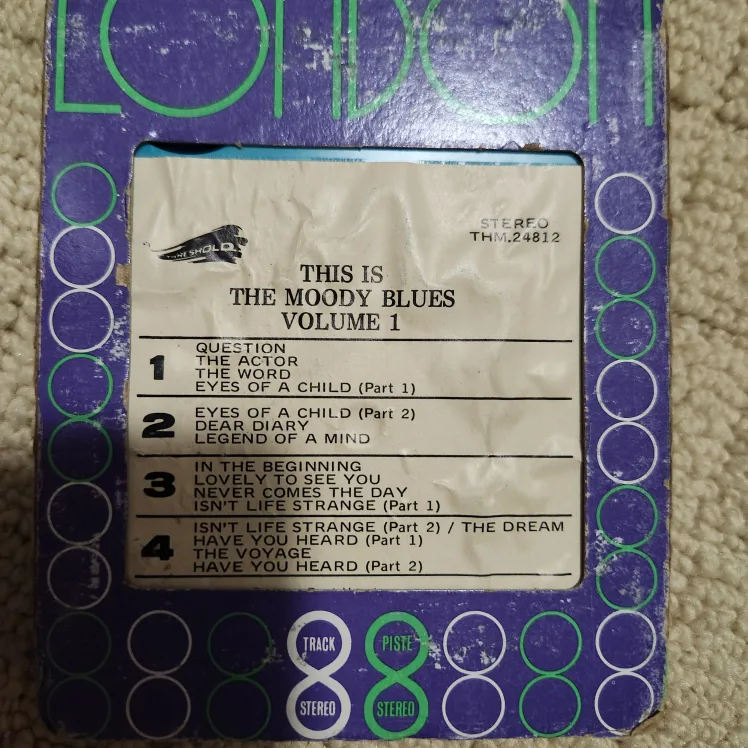 LONDON
THRESHOLD
STEREO
THM.24812
THIS IS
THE MOODY BLUES
VOLUME 1
1
QUESTION
THE ACTOR
THE WORD
EYES OF A CHILD (Part 1)
2
EYES OF A CHILD (Part 2)
DEAR DIARY
LEGEND OF A MIND
3
IN THE BEGINNING
LOVELY TO SEE YOU
NEVER COMES THE DAY
ISN'T LIFE STRANGE (Part 1)
4
ISN'T LIFE STRANGE (Part 2) / THE DREAM
HAVE YOU HEARD (Part 1)
THE VOYAGE
HAVE YOU HEARD (Part 2)
TRACK PISTE
STEREO STEREO